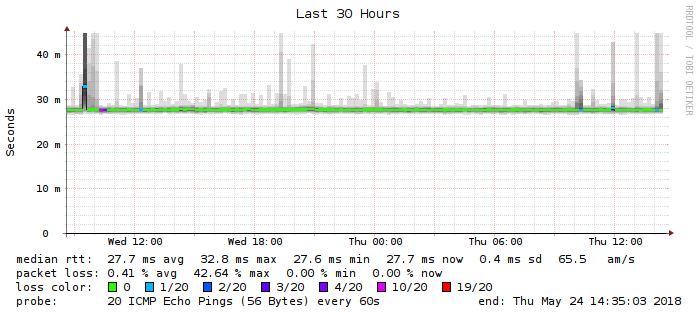 Last 30 Hours
RRDTOOL / TOBI OETIKER
Seconds
40 m
30 m
20 m
10 m
0
Wed 12:00 Wed 18:00 Thu 00:00 Thu 06:00 Thu 12:00
median rtt: 27.7 ms avg 32.8 ms max 27.6 ms min 27.7 ms now 0.4 ms sd 65.5 am/s
packet loss: 0.41 % avg 42.64 % max 0.00 % min 0.00 % now
loss color: 0 1/20 2/20 3/20 4/20 10/20 19/20
probe: 20 ICMP Echo Pings (56 Bytes) every 60s end: Thu May 24 14:35:03 2018